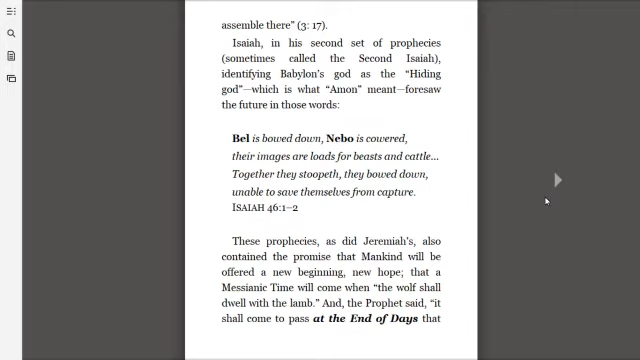 assemble there” (3: 17).
Isaiah, in his second set of prophecies
(sometimes called the Second Isaiah),
identifying Babylon’s god as the “Hiding
god”—which is what “Amon” meant—foresaw
the future in those words:
Bel is bowed down, Nebo is cowered,
their images are loads for beasts and cattle...
Together they stoopeth, they bowed down,
unable to save themselves from capture.
ISAIAH 46:1–2
These prophecies, as did Jeremiah’s, also
contained the promise that Mankind will be
offered a new beginning, new hope; that a
Messianic Time will come when “the wolf shall
dwell with the lamb.” And, the Prophet said, “it
shall come to pass at the End of Days that